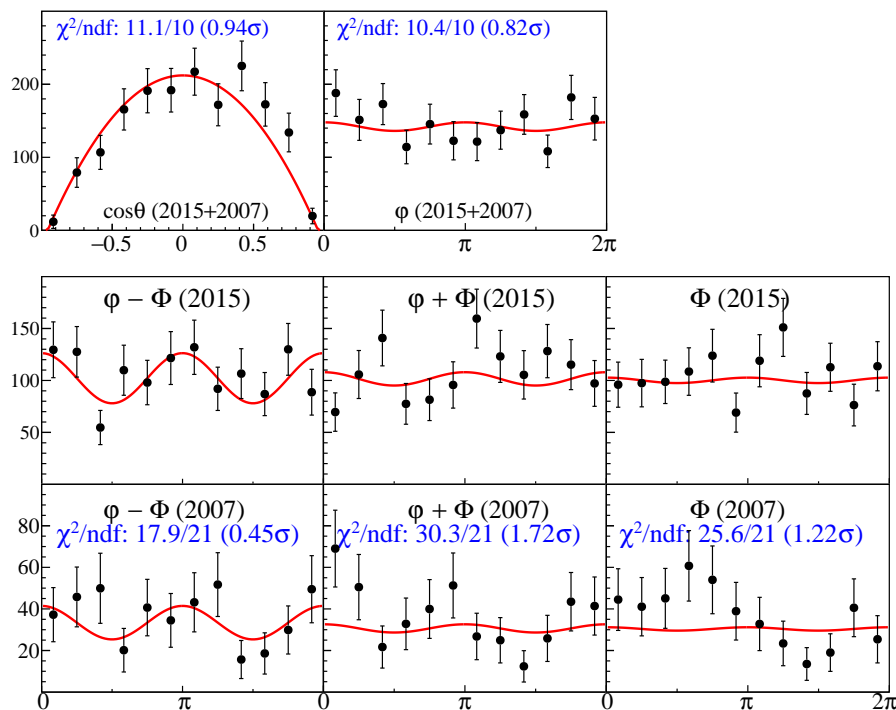 χ²/ndf: 11.1/10 (0.94σ) χ²/ndf: 10.4/10 (0.82σ)
200
100
0
cosθ (2015+2007) φ (2015+2007)
−0.5 0 0.5 0 π 2π
φ − Φ (2015) φ + Φ (2015) Φ (2015)
150
100
50
φ − Φ (2007) φ + Φ (2007) Φ (2007)
χ²/ndf: 17.9/21 (0.45σ) χ²/ndf: 30.3/21 (1.72σ) χ²/ndf: 25.6/21 (1.22σ)
80
60
40
20
0
0 π 0 π 0 π 2π